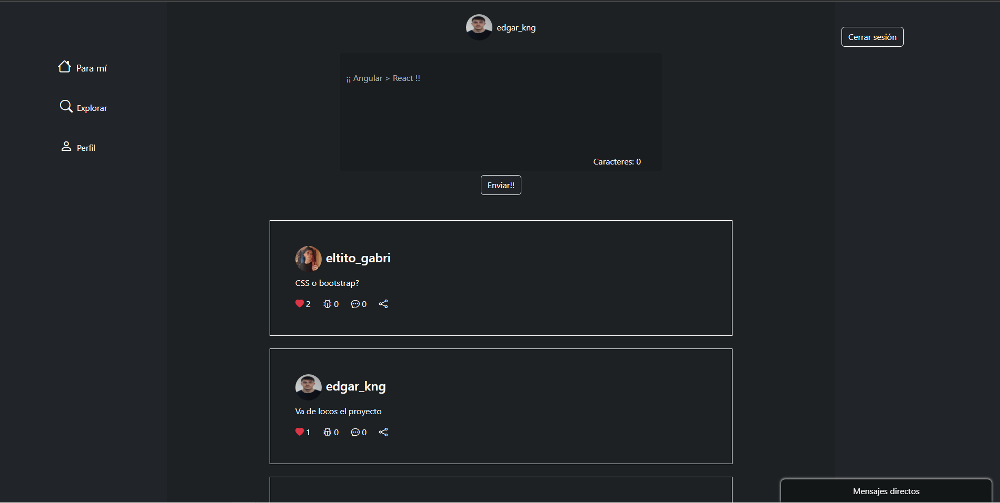 edgar_kng
Cerrar sesión
Para mí
Explorar
Perfil
¡¡ Angular > React !!
Caracteres: 0
Enviar!!
eltito_gabri
CSS o bootstrap?
2 0 0
edgar_kng
Va de locos el proyecto
1 0 0
Mensajes directos